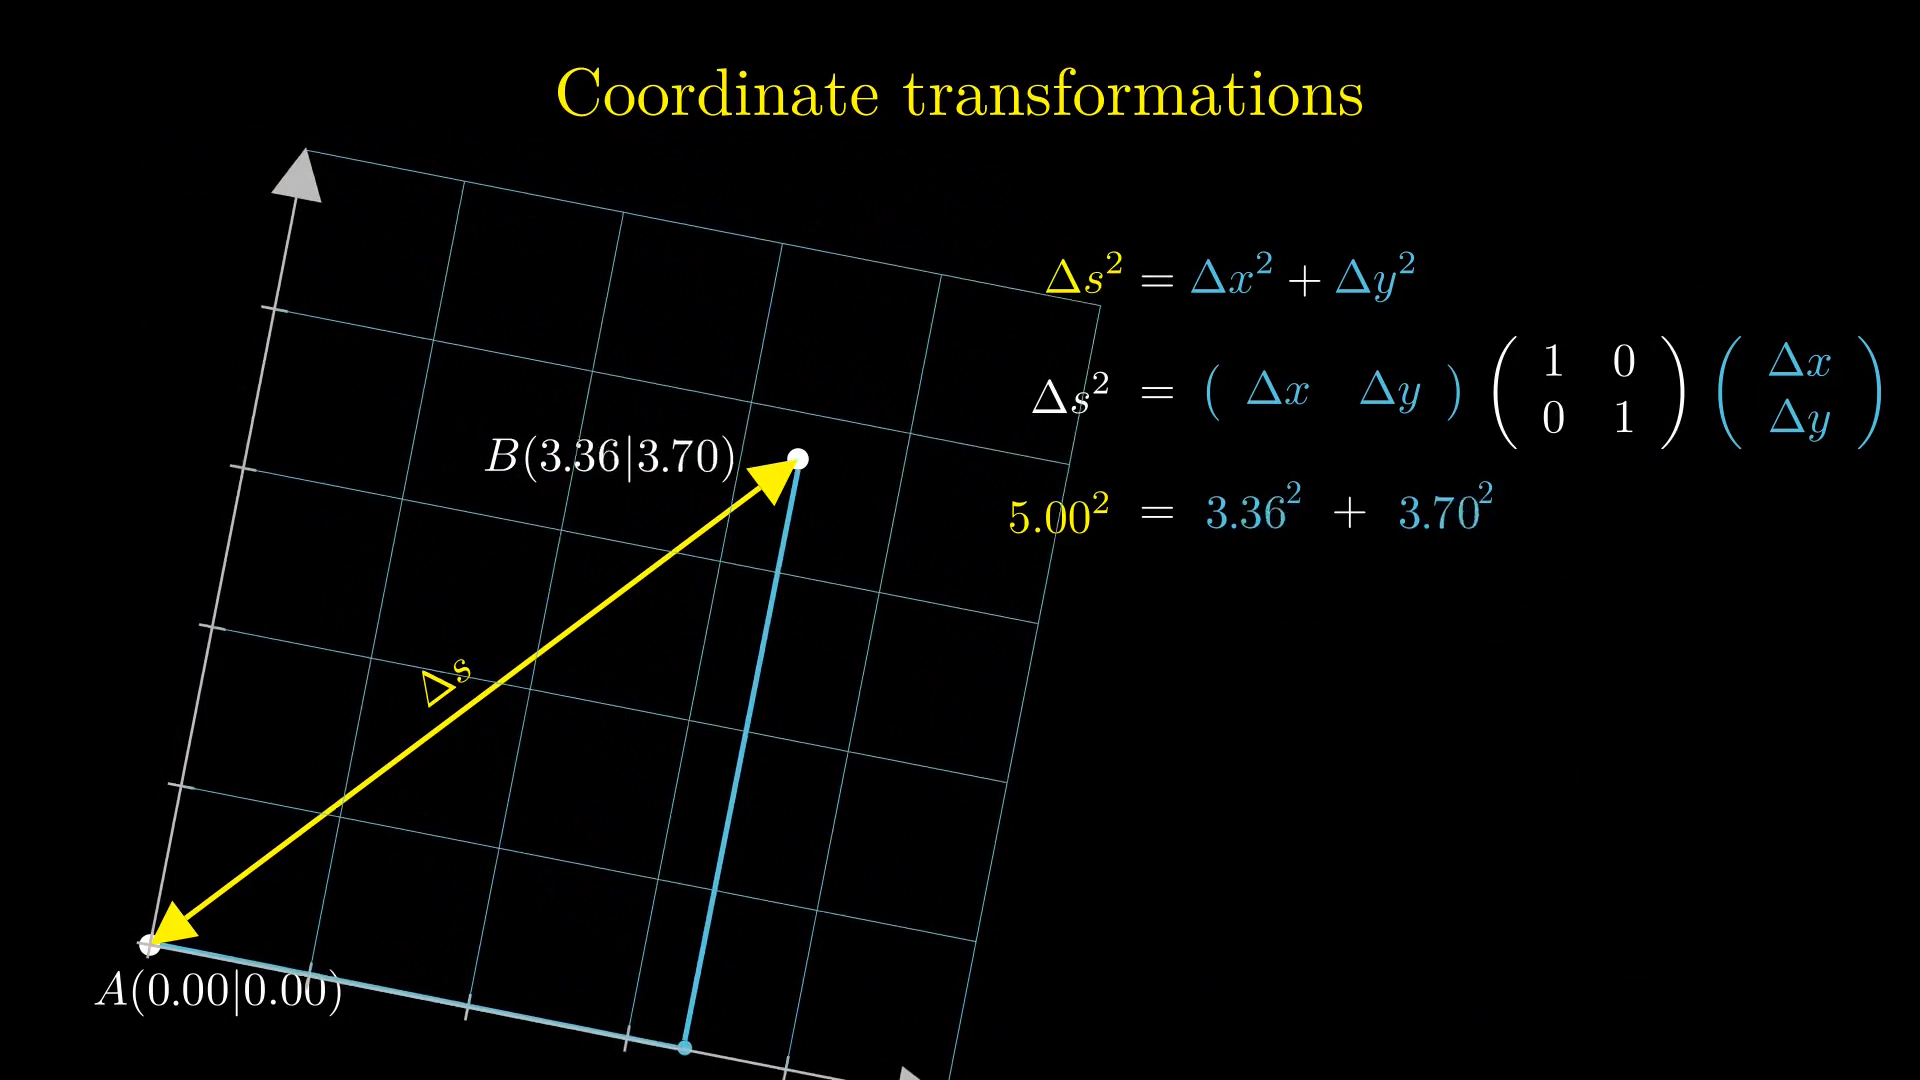 Coordinate transformations
Δs² = Δx² + Δy²
Δs² = ( Δx Δy ) ( 1 0 ) ( Δx )
0 1 Δy
B(3.36|3.70)
5.00² = 3.36² + 3.70²
Δs
A(0.00|0.00)